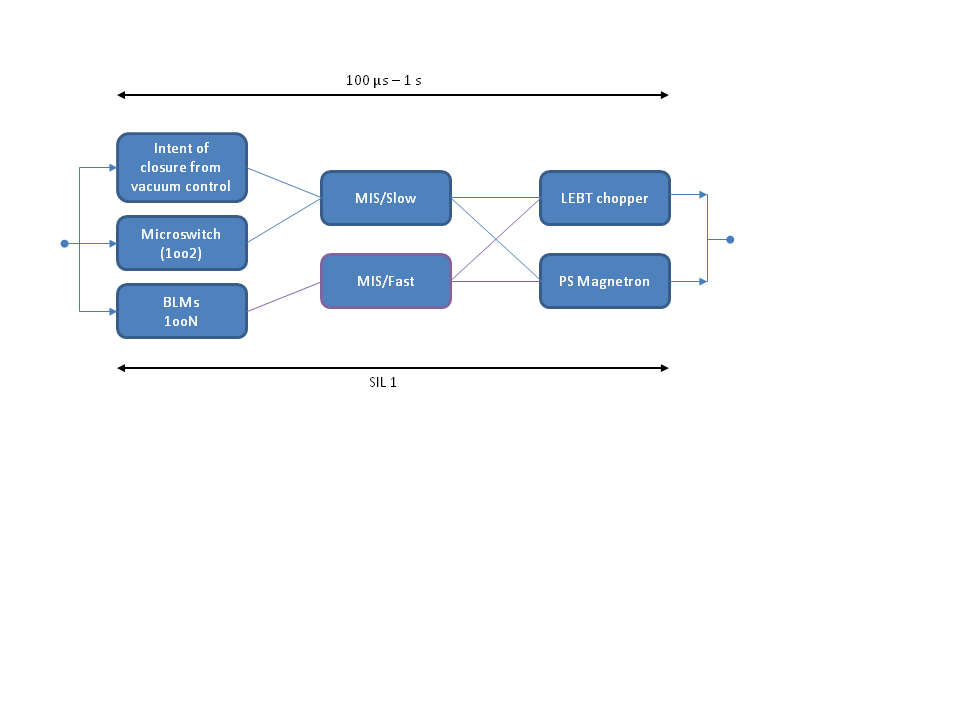 100 µs – 1 s
Intent of
closure from
vacuum control
Microswitch
(1oo2)
BLMs
1ooN
MIS/Slow
MIS/Fast
LEBT chopper
PS Magnetron
SIL 1